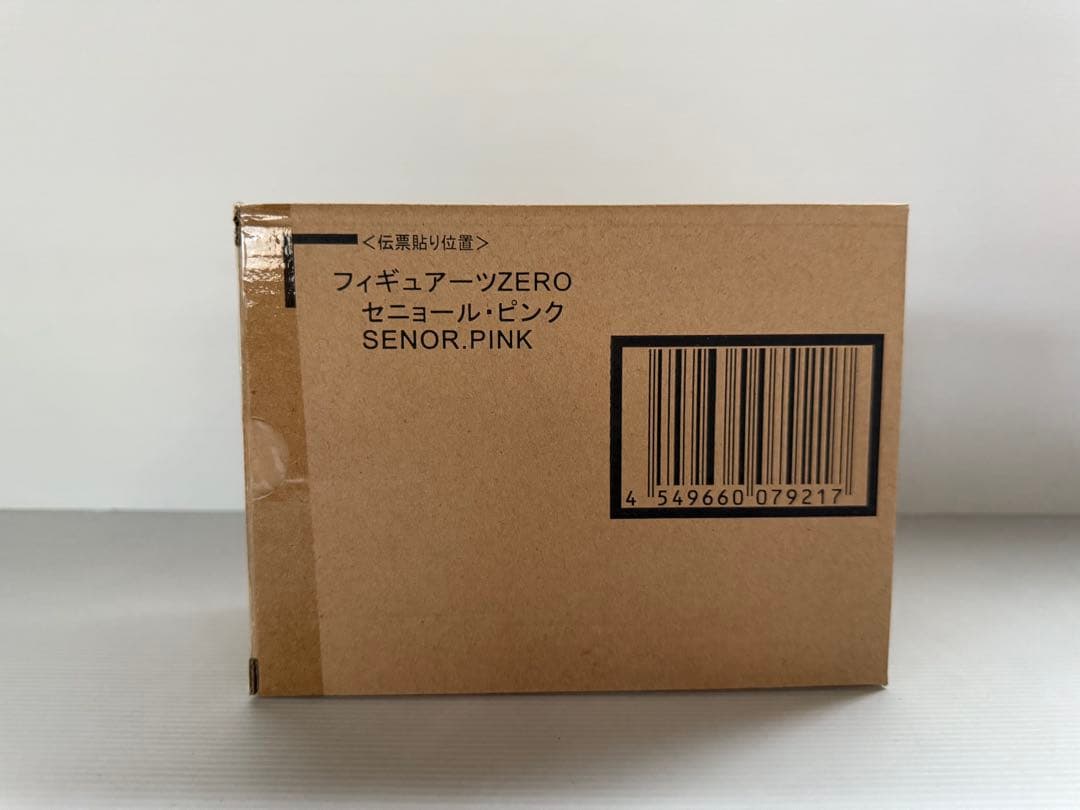 <伝票貼り位置>
フィギュアーツZERO
セニョール・ピンク
SENOR.PINK
4 549660 079217